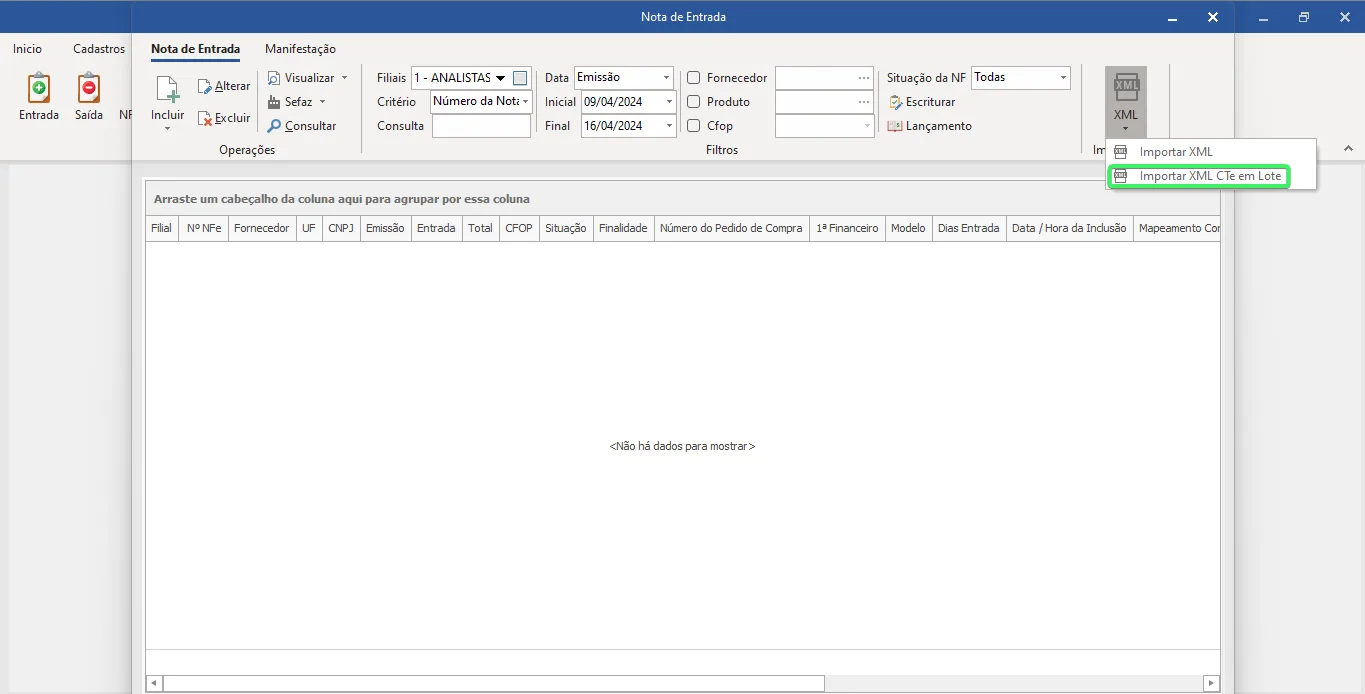 Nota de Entrada
Inicio
Cadastros
Nota de Entrada
Manifestação
Entrada
Saída
Incluir
Alterar
Excluir
Visualizar
Sefaz
Consultar
Operações
Filiais
1 - ANALISTAS
Critério
Número da Nota
Consulta
Data
Emissão
Inicial
09/04/2024
Final
16/04/2024
Fornecedor
...
Produto
...
Cfop
Filtros
Situação da NF
Todas
Escriturar
Lançamento
XML
XML
Importar XML
Importar XML CTe em Lote
Arraste um cabeçalho da coluna aqui para agrupar por essa coluna
Filial Nº NFe Fornecedor UF CNPJ Emissão Entrada Total CFOP Situação Finalidade Número do Pedido de Compra 1ª Financeiro Modelo Dias Entrada Data / Hora da Inclusão Mapeamento Cor
<Não há dados para mostrar>